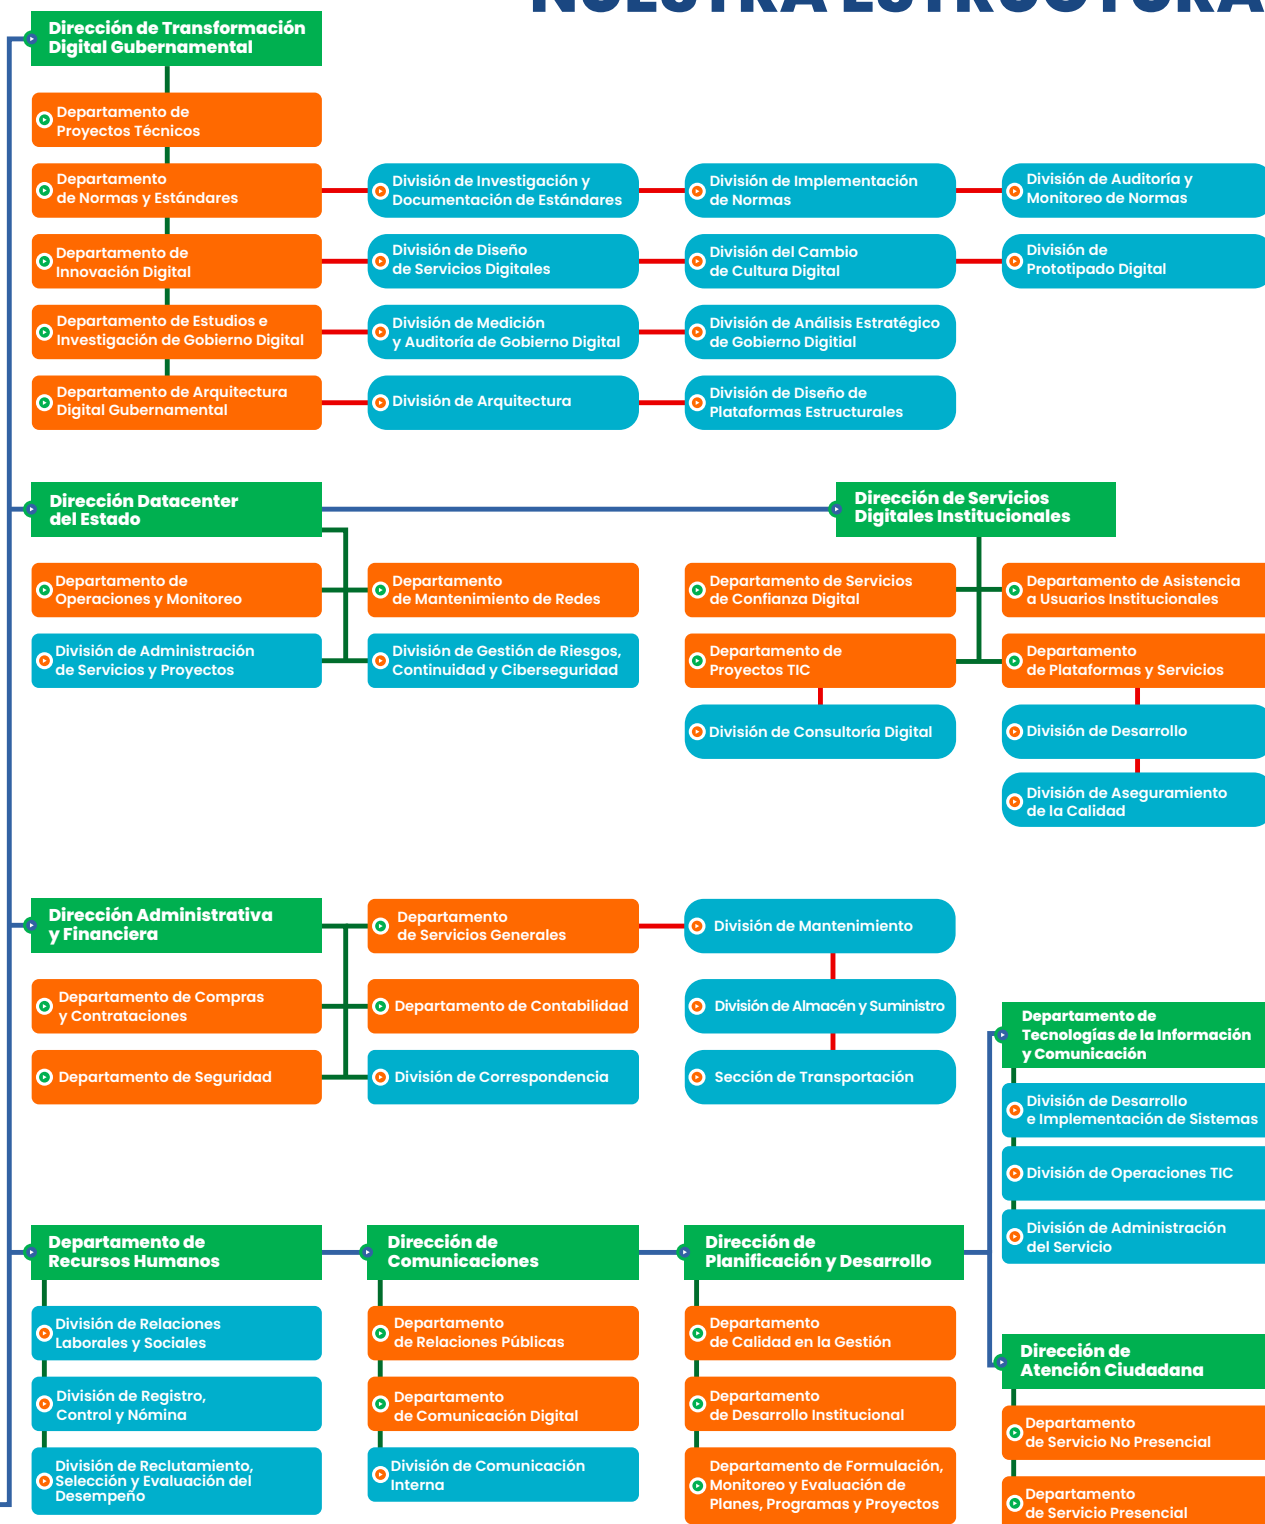 NUESTRA ESTRUCTURA
Dirección de Transformación
Digital Gubernamental
Departamento de
Proyectos Técnicos
Departamento
de Normas y Estándares
División de Investigación y
Documentación de Estándares
División de Implementación
de Normas
División de Auditoría y
Monitoreo de Normas
Departamento de
Innovación Digital
División de Diseño
de Servicios Digitales
División del Cambio
de Cultura Digital
División de
Prototipado Digital
Departamento de Estudios e
Investigación de Gobierno Digital
División de Medición
y Auditoría de Gobierno Digital
División de Análisis Estratégico
de Gobierno Digitial
Departamento de Arquitectura
Digital Gubernamental
División de Arquitectura
División de Diseño de
Plataformas Estructurales
Dirección Datacenter
del Estado
Dirección de Servicios
Digitales Institucionales
Departamento de
Operaciones y Monitoreo
Departamento
de Mantenimiento de Redes
Departamento de Servicios
de Confianza Digital
Departamento de Asistencia
a Usuarios Institucionales
División de Administración
de Servicios y Proyectos
División de Gestión de Riesgos,
Continuidad y Ciberseguridad
Departamento de
Proyectos TIC
Departamento
de Plataformas y Servicios
División de Consultoría Digital
División de Desarrollo
División de Aseguramiento
de la Calidad
Dirección Administrativa
y Financiera
Departamento
de Servicios Generales
División de Mantenimiento
Departamento de Compras
y Contrataciones
Departamento de Contabilidad
División de Almacén y Suministro
Departamento de Seguridad
División de Correspondencia
Sección de Transportación
Departamento de
Tecnologías de la Información
y Comunicación
División de Desarrollo
e Implementación de Sistemas
División de Operaciones TIC
División de Administración
del Servicio
Departamento de
Recursos Humanos
Dirección de
Comunicaciones
Dirección de
Planificación y Desarrollo
División de Relaciones
Laborales y Sociales
Departamento
de Relaciones Públicas
Departamento
de Calidad en la Gestión
Dirección de
Atención Ciudadana
División de Registro,
Control y Nómina
Departamento
de Comunicación Digital
Departamento
de Desarrollo Institucional
Departamento
de Servicio No Presencial
División de Reclutamiento,
Selección y Evaluación del
Desempeño
División de Comunicación
Interna
Departamento de Formulación,
Monitoreo y Evaluación de
Planes, Programas y Proyectos
Departamento
de Servicio Presencial